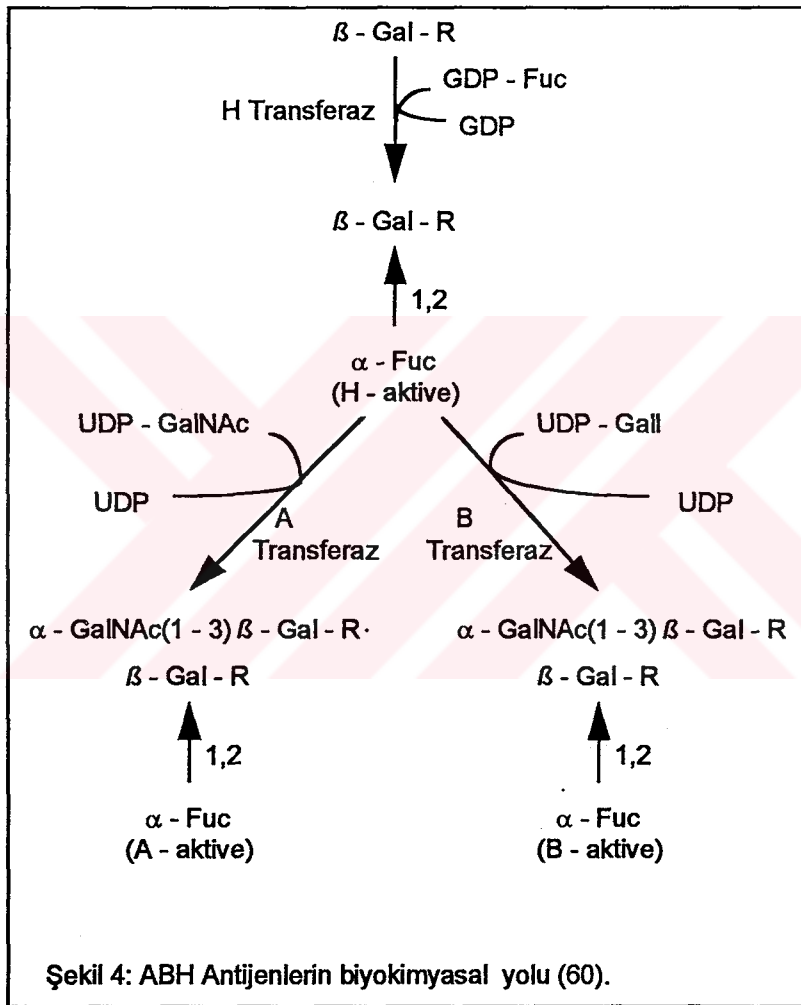 ß - Gal - R
GDP - Fuc
H Transferaz
GDP
ß - Gal - R
1,2
α - Fuc
(H - aktive)
UDP - GalNAc
UDP - Gall
UDP
UDP
A
Transferaz
B
Transferaz
α - GalNAc(1 - 3) ß - Gal - R
α - GalNAc(1 - 3) ß - Gal - R
ß - Gal - R
ß - Gal - R
1,2
1,2
α - Fuc
(A - aktive)
α - Fuc
(B - aktive)
Şekil 4: ABH Antijenlerin biyokimyasal yolu (60).